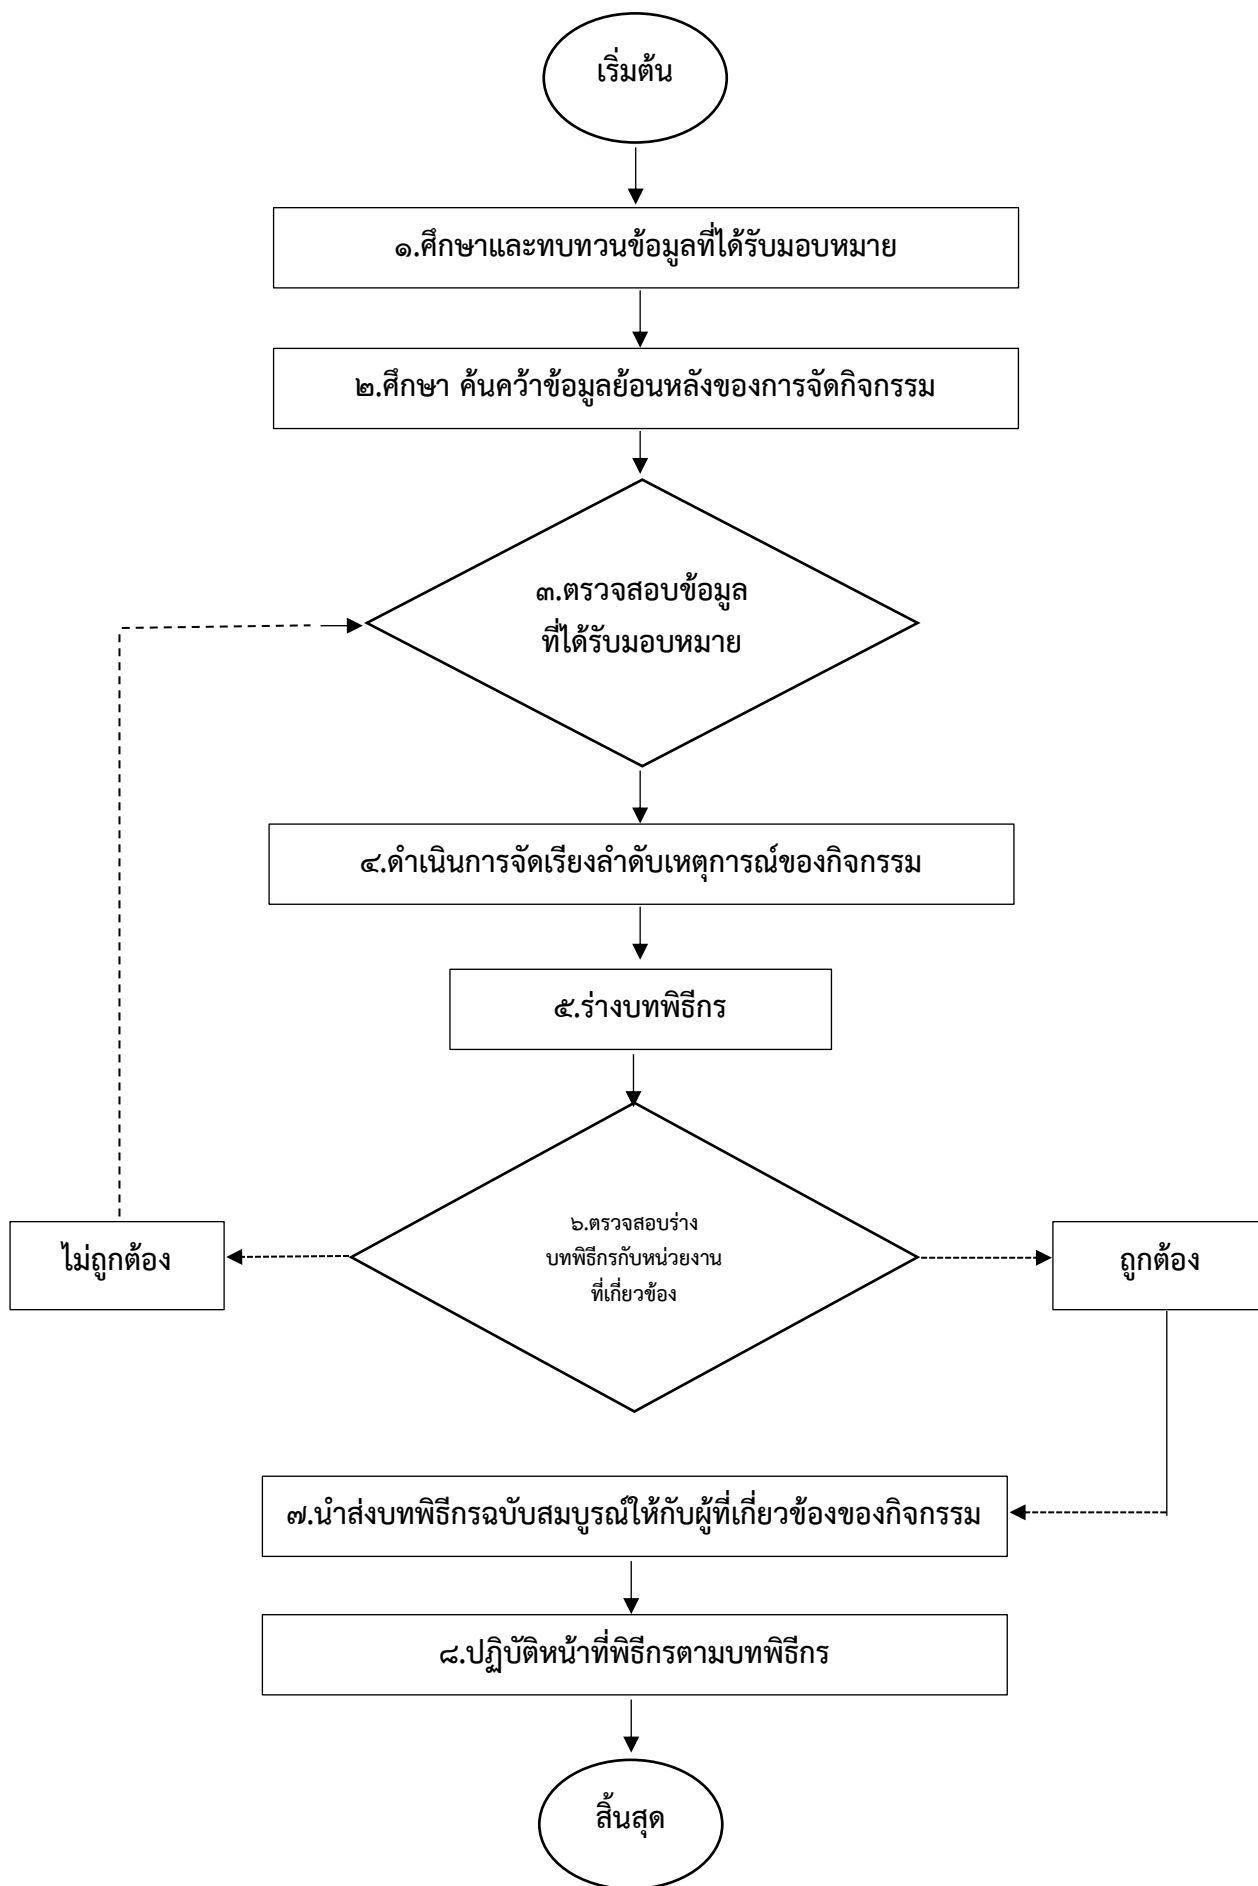 เริ่มต้น
๑.ศึกษาและทบทวนข้อมูลที่ได้รับมอบหมาย
๒.ศึกษา ค้นคว้าข้อมูลย้อนหลังของการจัดกิจกรรม
๓.ตรวจสอบข้อมูล
ที่ได้รับมอบหมาย
๔.ดำเนินการจัดเรียงลำดับเหตุการณ์ของกิจกรรม
๕.ร่างบทพิธีกร
๖.ตรวจสอบร่าง
บทพิธีกรกับหน่วยงาน
ที่เกี่ยวข้อง
ไม่ถูกต้อง
ถูกต้อง
๗.นำส่งบทพิธีกรฉบับสมบูรณ์ให้กับผู้ที่เกี่ยวข้องของกิจกรรม
๘.ปฏิบัติหน้าที่พิธีกรตามบทพิธีกร
สิ้นสุด